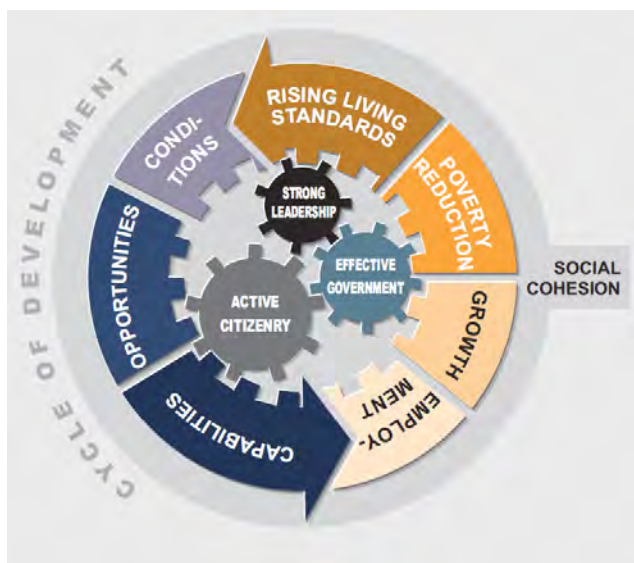 CYCLE OF DEVELOPMENT
RISING LIVING
STANDARDS
POVERTY
REDUCTION
GROWTH
EMPLOY-
MENT
CAPABILITIES
OPPORTUNITIES
CONDI-
TIONS
STRONG
LEADERSHIP
EFFECTIVE
GOVERNMENT
ACTIVE
CITIZENRY
SOCIAL
COHESION